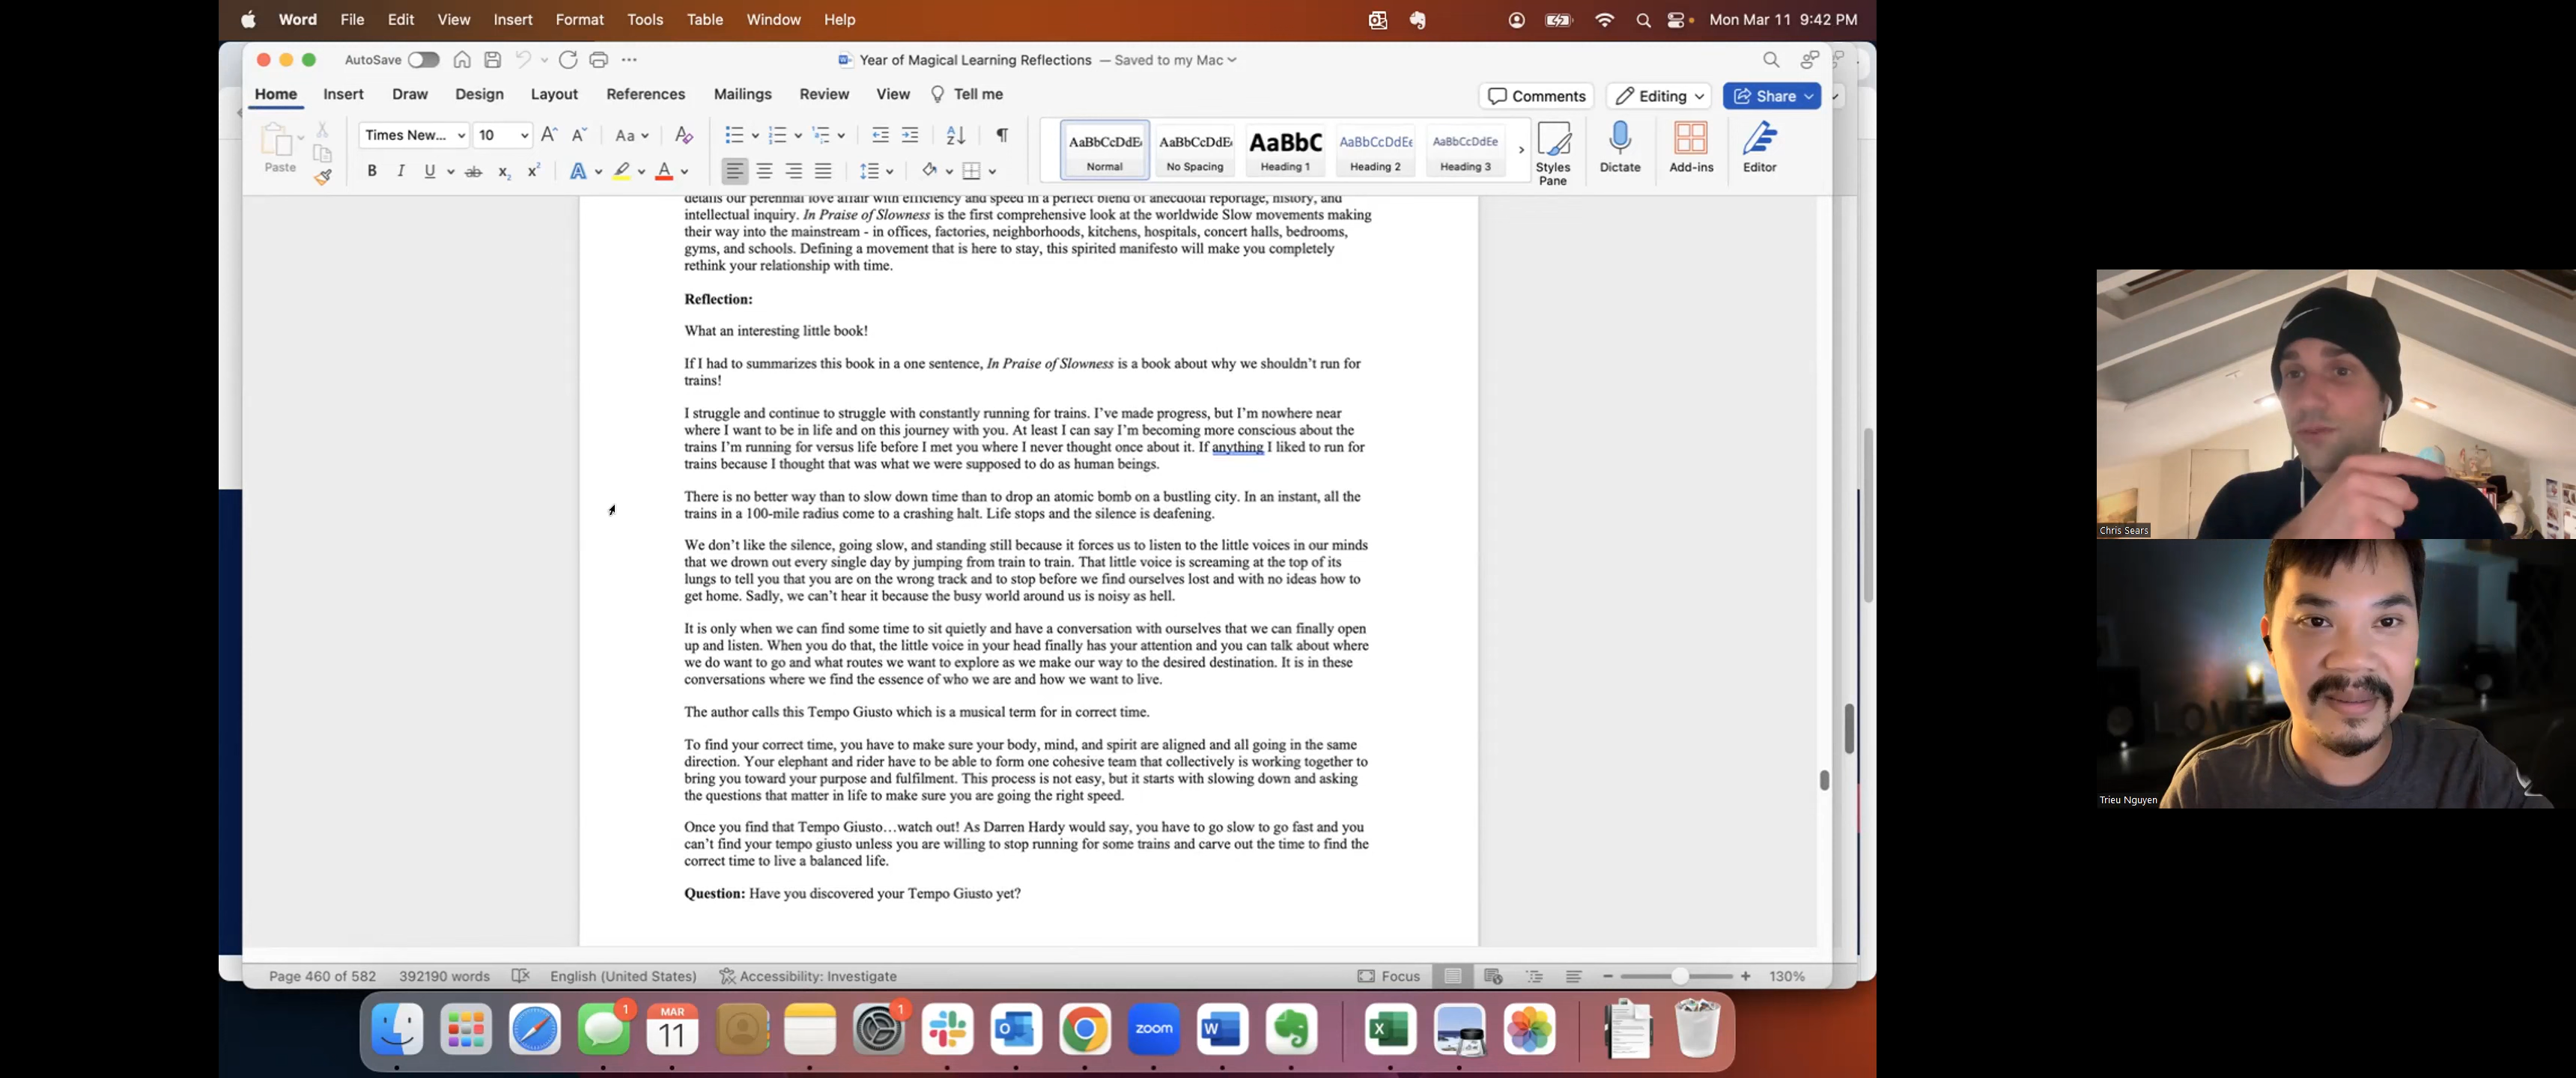 Word File Edit View Insert Format Tools Table Window Help Mon Mar 11 9:42 PM
AutoSave Year of Magical Learning Reflections — Saved to my Mac
Home Insert Draw Design Layout References Mailings Review View Tell me Comments Editing Share
Paste Times New... 10 Aa
AaBbCcDdE AaBbCcDdE AaBbC AaBbCcDdEe AaBbCcDdEe
Normal No Spacing Heading 1 Heading 2 Heading 3 Styles Pane Dictate Add-ins Editor
details our perennial love affair with efficiency and speed in a perfect blend of anecdotal reportage, history, and
intellectual inquiry. In Praise of Slowness is the first comprehensive look at the worldwide Slow movements making
their way into the mainstream - in offices, factories, neighborhoods, kitchens, hospitals, concert halls, bedrooms,
gyms, and schools. Defining a movement that is here to stay, this spirited manifesto will make you completely
rethink your relationship with time.
Reflection:
What an interesting little book!
If I had to summarizes this book in a one sentence, In Praise of Slowness is a book about why we shouldn't run for
trains!
I struggle and continue to struggle with constantly running for trains. I've made progress, but I'm nowhere near
where I want to be in life and on this journey with you. At least I can say I'm becoming more conscious about the
trains I'm running for versus life before I met you where I never thought once about it. If anything I liked to run for
trains because I thought that was what we were supposed to do as human beings.
There is no better way than to slow down time than to drop an atomic bomb on a bustling city. In an instant, all the
trains in a 100-mile radius come to a crashing halt. Life stops and the silence is deafening.
We don't like the silence, going slow, and standing still because it forces us to listen to the little voices in our minds
that we drown out every single day by jumping from train to train. That little voice is screaming at the top of its
lungs to tell you that you are on the wrong track and to stop before we find ourselves lost and with no ideas how to
get home. Sadly, we can't hear it because the busy world around us is noisy as hell.
It is only when we can find some time to sit quietly and have a conversation with ourselves that we can finally open
up and listen. When you do that, the little voice in your head finally has your attention and you can talk about where
we do want to go and what routes we want to explore as we make our way to the desired destination. It is in these
conversations where we find the essence of who we are and how we want to live.
The author calls this Tempo Giusto which is a musical term for in correct time.
To find your correct time, you have to make sure your body, mind, and spirit are aligned and all going in the same
direction. Your elephant and rider have to be able to form one cohesive team that collectively is working together to
bring you toward your purpose and fulfilment. This process is not easy, but it starts with slowing down and asking
the questions that matter in life to make sure you are going the right speed.
Once you find that Tempo Giusto…watch out! As Darren Hardy would say, you have to go slow to go fast and you
can't find your tempo giusto unless you are willing to stop running for some trains and carve out the time to find the
correct time to live a balanced life.
Question: Have you discovered your Tempo Giusto yet?
Page 460 of 582 392190 words English (United States) Accessibility: Investigate Focus 130%
1 MAR 11 1 zoom
Chris Sears
LOVE
Trieu Nguyen